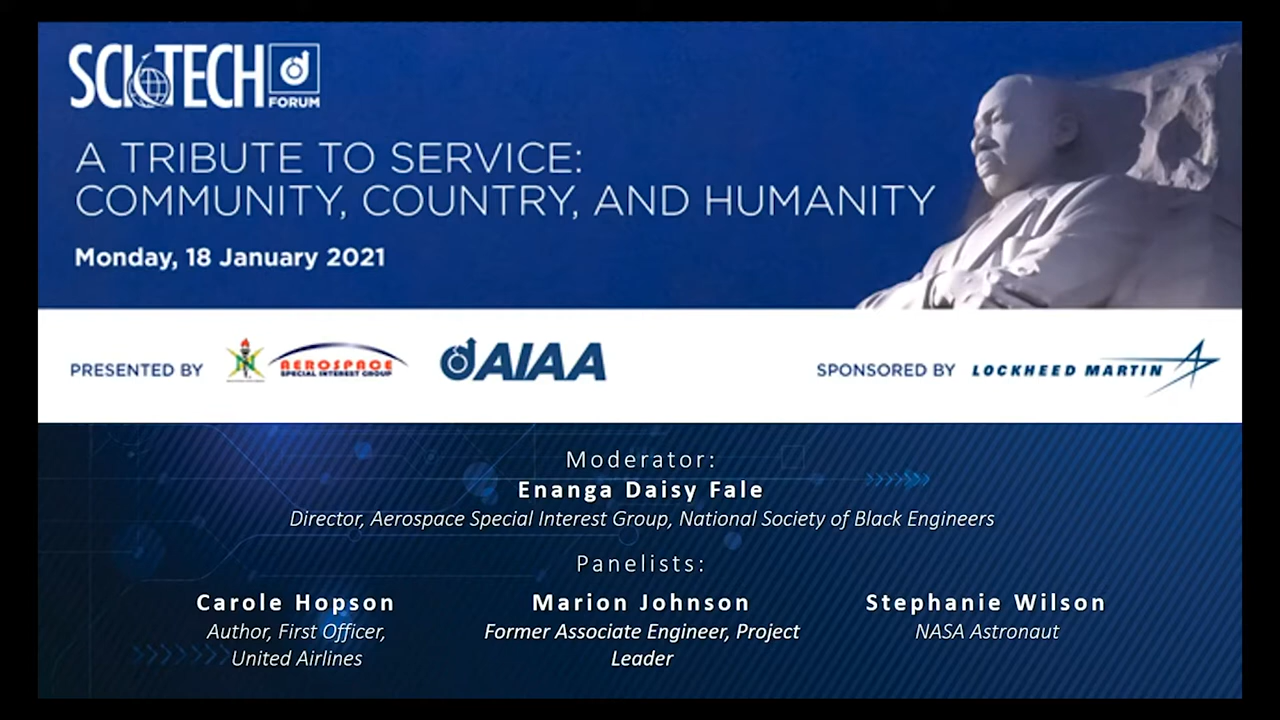 SCITECH
FORUM
A TRIBUTE TO SERVICE:
COMMUNITY, COUNTRY, AND HUMANITY
Monday, 18 January 2021
PRESENTED BY
AEROSPACE
SPECIAL INTEREST GROUP
AIAA
SPONSORED BY
LOCKHEED MARTIN
Moderator:
Enanga Daisy Fale
Director, Aerospace Special Interest Group, National Society of Black Engineers
Panelists:
Carole Hopson
Author, First Officer,
United Airlines
Marion Johnson
Former Associate Engineer, Project
Leader
Stephanie Wilson
NASA Astronaut